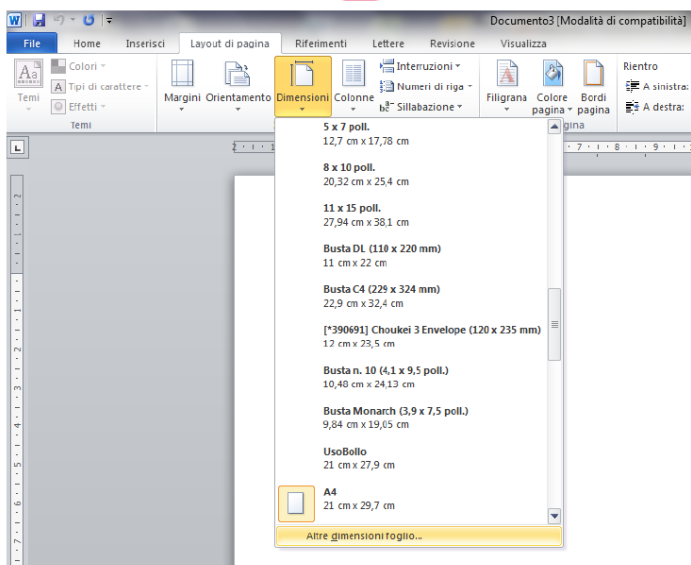 Documento3 [Modalità di compatibilità]
File Home Inserisci Layout di pagina Riferimenti Lettere Revisione Visualizza
Colori
Tipi di carattere
Effetti
Temi
Temi
Margini Orientamento Dimensioni Colonne
Interruzioni
Numeri di riga
Sillabazione
Filigrana Colore pagina Bordi pagina
gina
Rientro
A sinistra:
A destra:
5 x 7 poll.
12,7 cm x 17,78 cm
8 x 10 poll.
20,32 cm x 25,4 cm
11 x 15 poll.
27,94 cm x 38,1 cm
Busta DL (110 x 220 mm)
11 cm x 22 cm
Busta C4 (229 x 324 mm)
22,9 cm x 32,4 cm
[*390691] Choukei 3 Envelope (120 x 235 mm)
12 cm x 23,5 cm
Busta n. 10 (4,1 x 9,5 poll.)
10,48 cm x 24,13 cm
Busta Monarch (3,9 x 7,5 poll.)
9,84 cm x 19,05 cm
UsoBollo
21 cm x 27,9 cm
A4
21 cm x 29,7 cm
Altre dimensioni foglio...